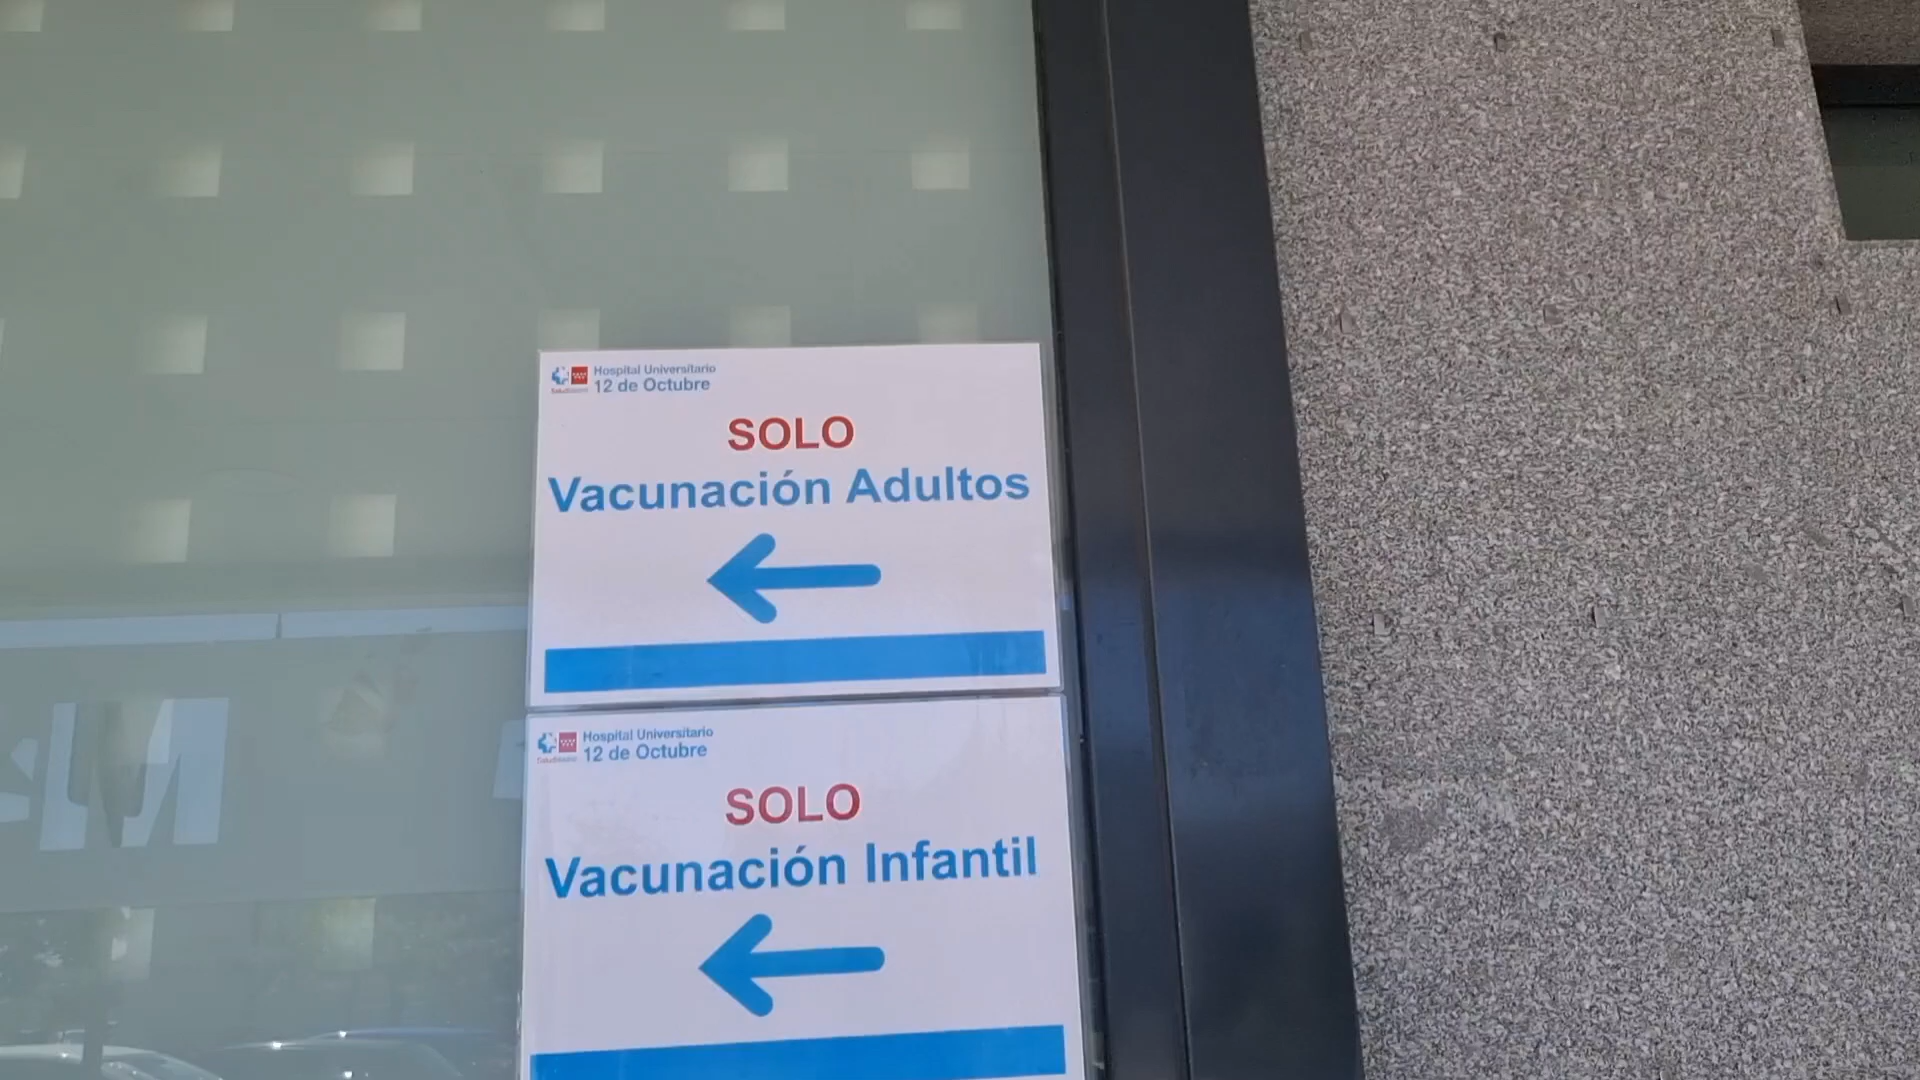 Hospital Universitario
12 de Octubre
SOLO
Vacunación Adultos
Hospital Universitario
12 de Octubre
SOLO
Vacunación Infantil